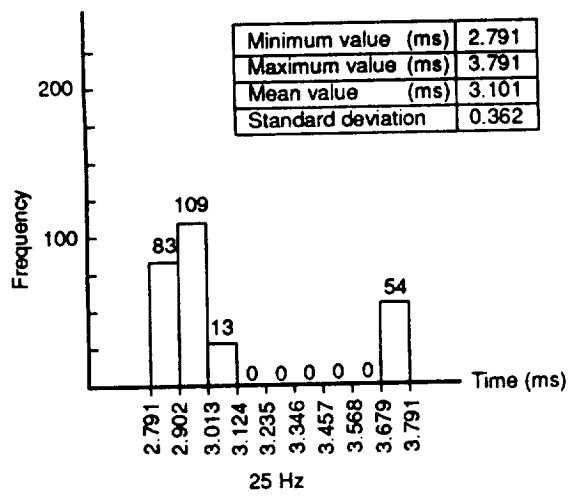 Minimum value (ms) 2.791
Maximum value (ms) 3.791
Mean value (ms) 3.101
Standard deviation 0.362
200
100
Frequency
83
109
13
0 0 0 0 0
54
Time (ms)
2.791
2.902
3.013
3.124
3.235
3.346
3.457
3.568
3.679
3.791
25 Hz